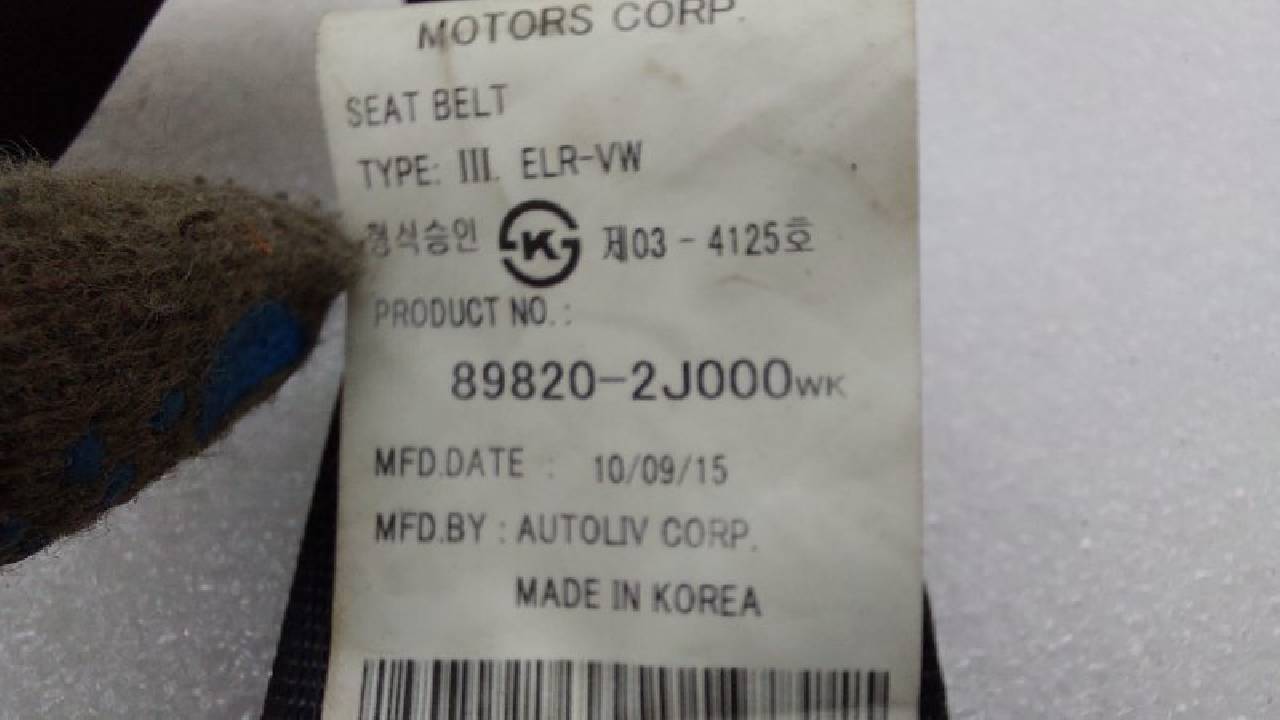 MOTORS CORP.
SEAT BELT
TYPE: III. ELR-VW
형식승인 K 제03 - 4125호
PRODUCT NO. :
89820-2J000WK
MFD.DATE : 10/09/15
MFD.BY : AUTOLIV CORP.
MADE IN KOREA